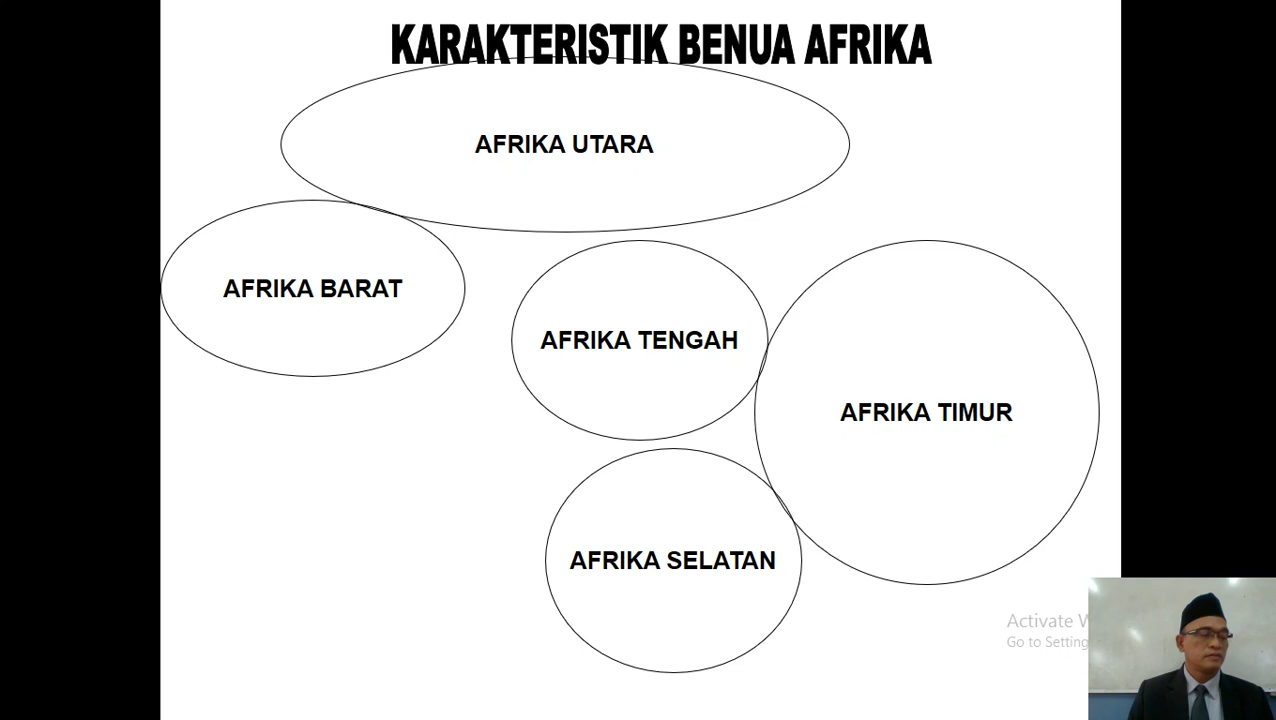 KARAKTERISTIK BENUA AFRIKA
AFRIKA UTARA
AFRIKA BARAT
AFRIKA TENGAH
AFRIKA TIMUR
AFRIKA SELATAN
Activate W
Go to Setting